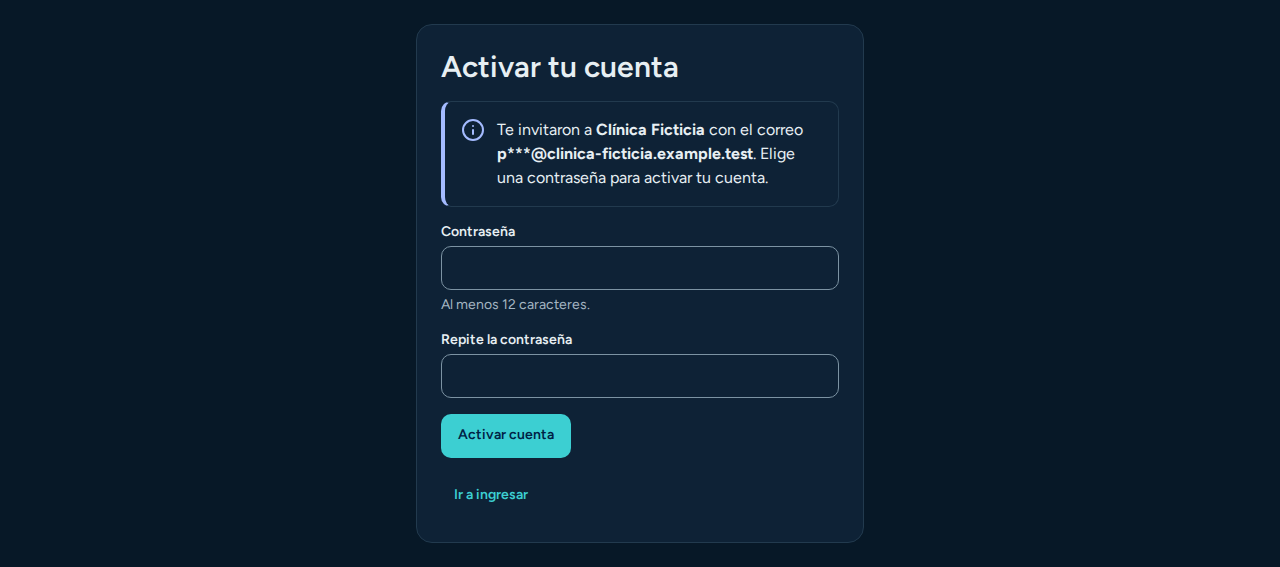 Activar tu cuenta
Te invitaron a Clínica Ficticia con el correo
p***@clinica-ficticia.example.test. Elige
una contraseña para activar tu cuenta.
Contraseña
Al menos 12 caracteres.
Repite la contraseña
Activar cuenta
Ir a ingresar